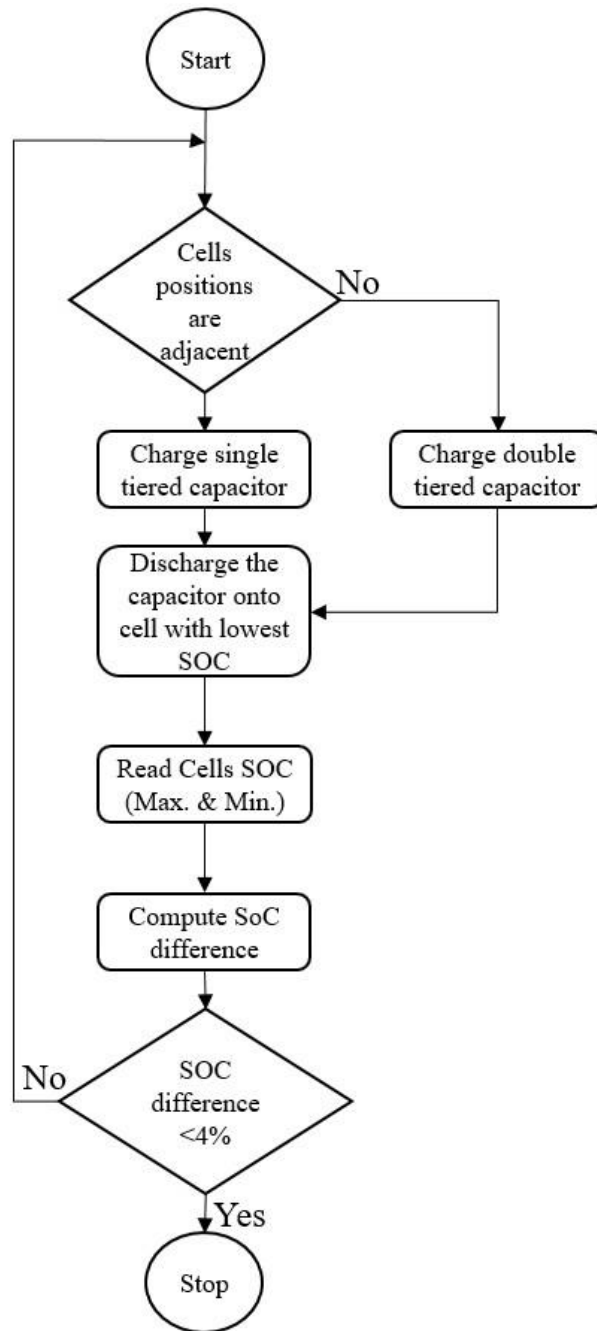 Start
Cells
positions
are
adjacent
No
Charge single
tiered capacitor
Charge double
tiered capacitor
Discharge the
capacitor onto
cell with lowest
SOC
Read Cells SOC
(Max. & Min.)
Compute SoC
difference
No
SOC
difference
<4%
Yes
Stop